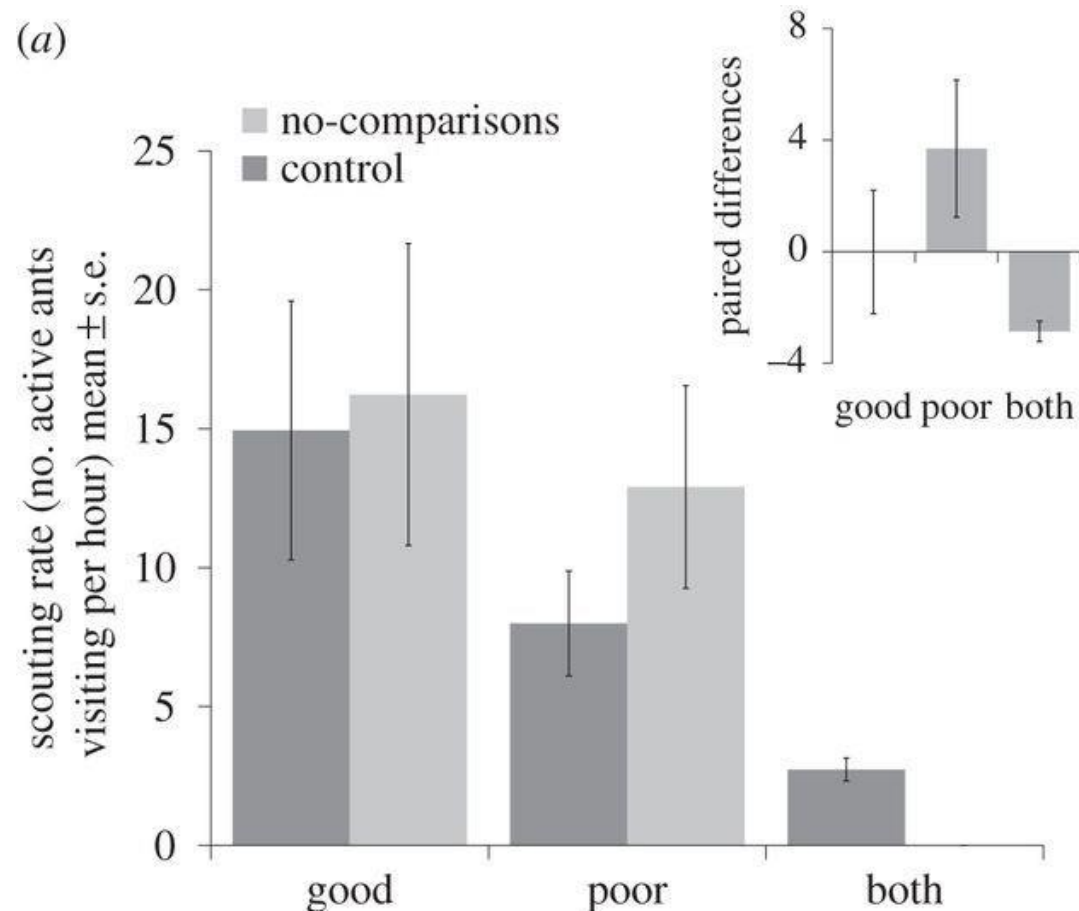 (a)
no-comparisons
control
scouting rate (no. active ants
visiting per hour) mean ± s.e.
25
20
15
10
5
0
good
poor
both
paired differences
8
4
0
–4
good poor both